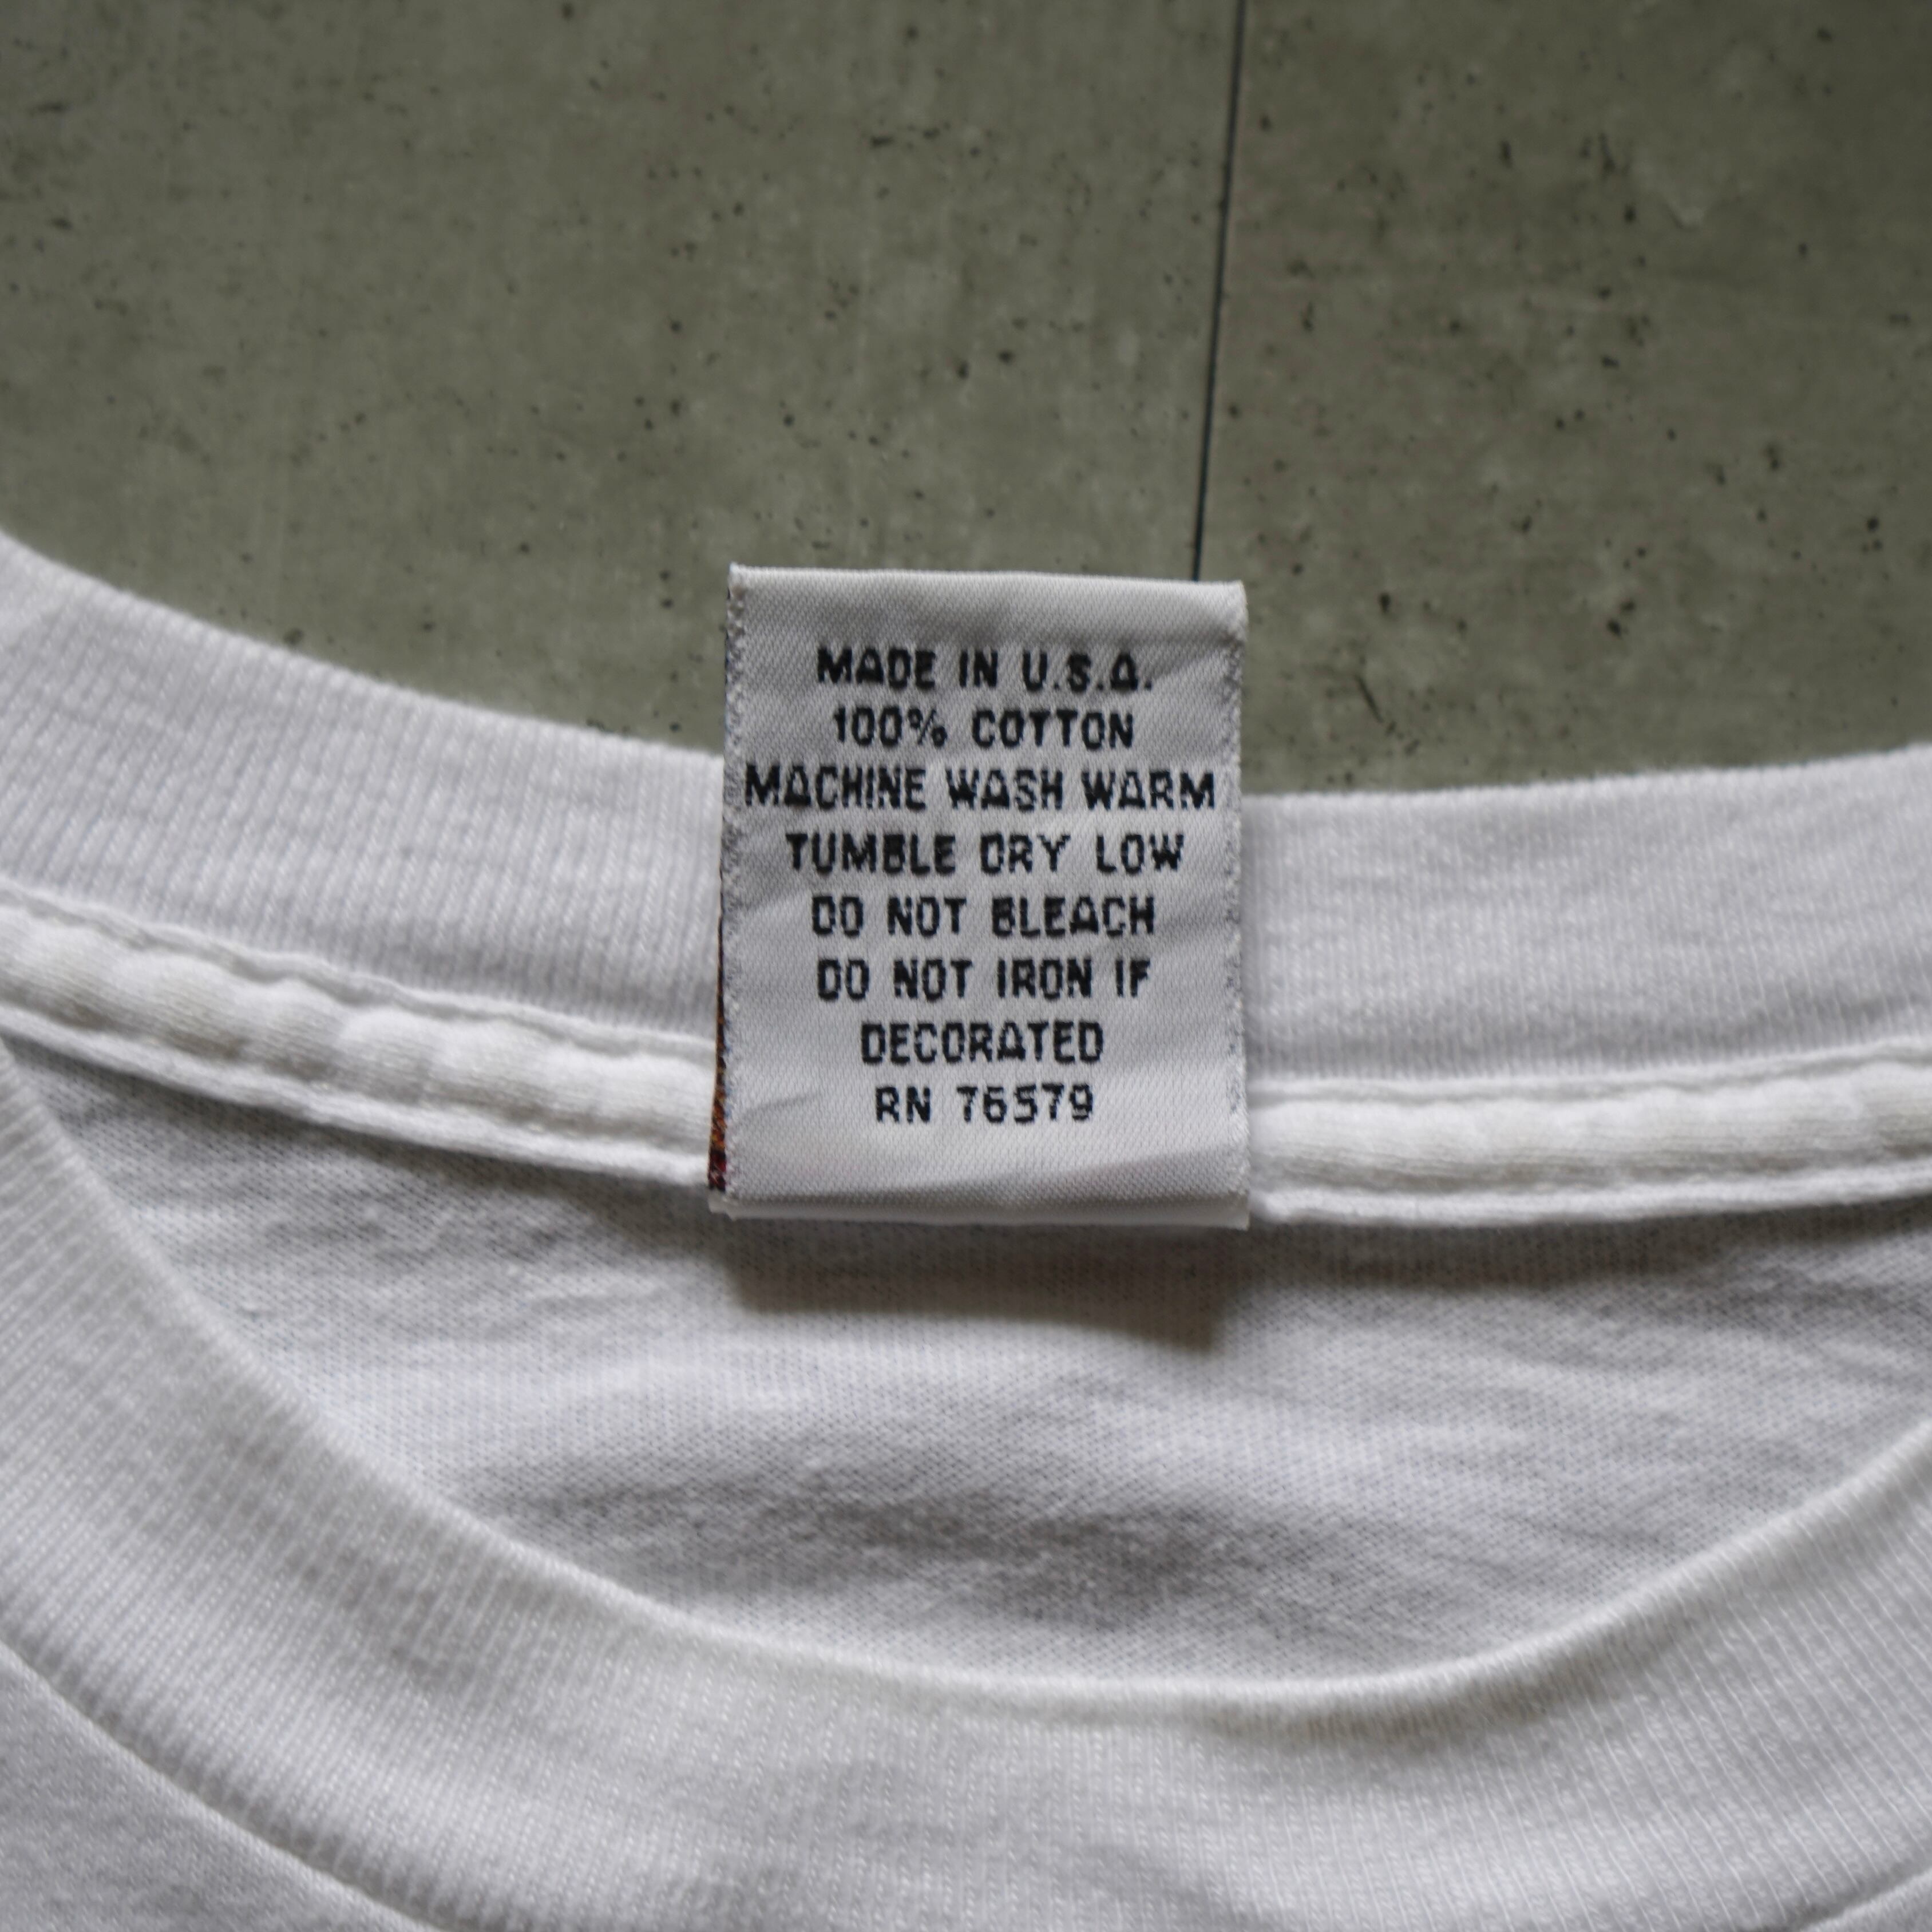 MADE IN U.S.A.
100% COTTON
MACHINE WASH WARM
TUMBLE DRY LOW
DO NOT BLEACH
DO NOT IRON IF
DECORATED
RN 76579